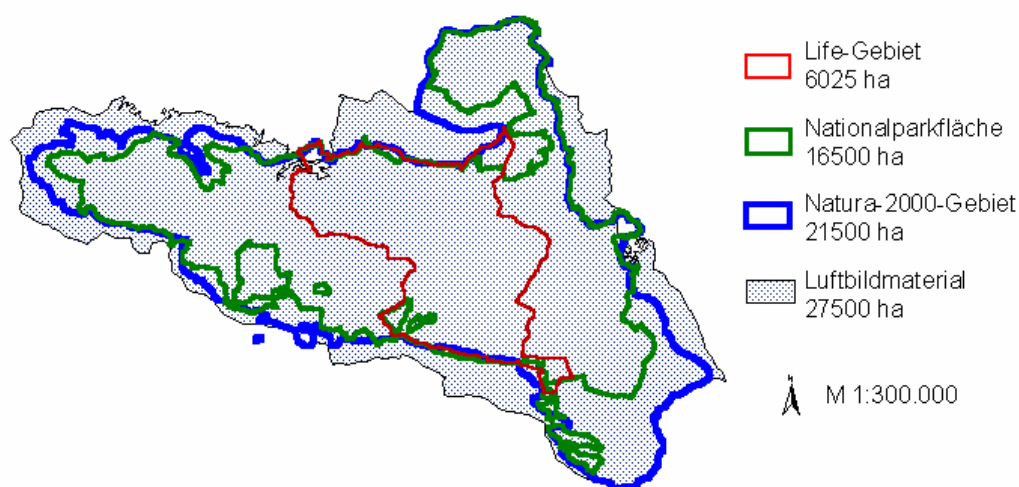 Life-Gebiet
6025 ha
Nationalparkfläche
16500 ha
Natura-2000-Gebiet
21500 ha
Luftbildmaterial
27500 ha
M 1:300.000